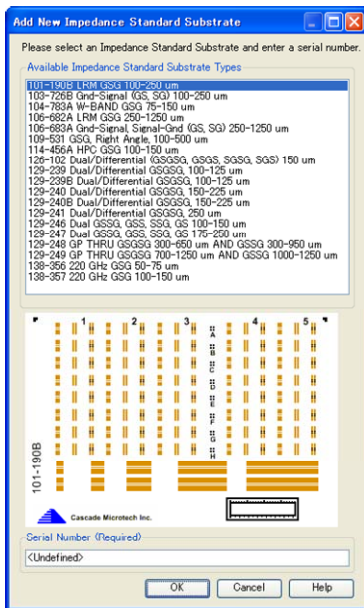 Add New Impedance Standard Substrate
Please select an Impedance Standard Substrate and enter a serial number.
Available Impedance Standard Substrate Types
101-190B LRM GSG 100-250 um
103-726B Gnd-Signal (GS, SG) 100-250 um
104-783A W-BAND GSG 75-150 um
106-682A LRM GSG 250-1250 um
106-683A Gnd-Signal, Signal-Gnd (GS, SG) 250-1250 um
109-531 GSG, Right Angle, 100-500 um
114-456A HPC GSG 100-150 um
126-102 Dual/Differential (GSGSG, GSGS, SGSG, SGS) 150 um
129-239 Dual/Differential GSGSG, 100-125 um
129-239B Dual/Differential GSGSG, 100-125 um
129-240 Dual/Differential GSGSG, 150-225 um
129-240B Dual/Differential GSGSG, 150-225 um
129-241 Dual/Differential GSGSG, 250 um
129-246 Dual GSSG, GSS, SSG, GS 100-150 um
129-247 Dual GSSG, GSS, SSG, GS 175-250 um
129-248 GP THRU GSGSG 300-650 um AND GSSG 300-950 um
129-249 GP THRU GSGSG 700-1250 um AND GSSG 1000-1250 um
138-356 220 GHz GSG 50-75 um
138-357 220 GHz GSG 100-150 um
1 2 3 4 5
A
B
C
D
E
F
G
H
101-190B
Cascade Microtech Inc.
Serial Number (Required)
<Undefined>
OK Cancel Help